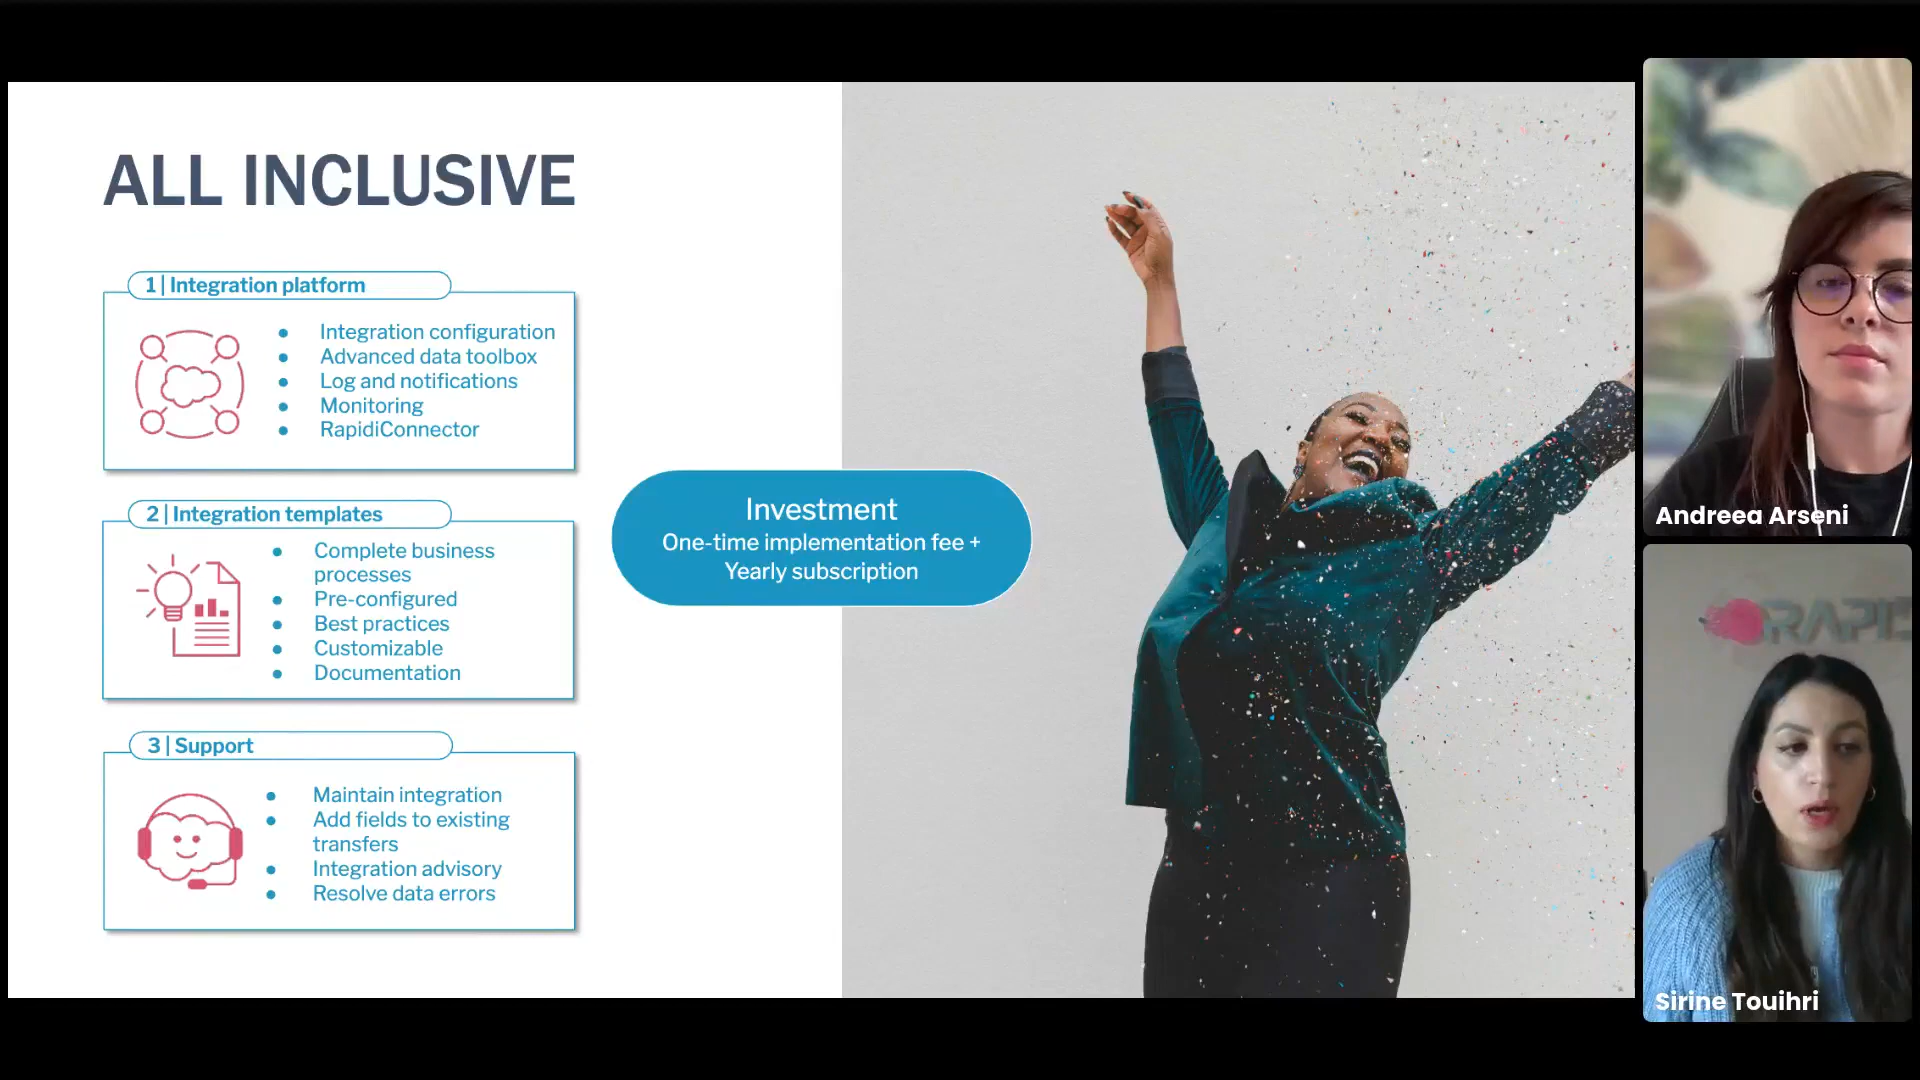 ALL INCLUSIVE
1 | Integration platform
Integration configuration
Advanced data toolbox
Log and notifications
Monitoring
RapidiConnector
2 | Integration templates
Complete business
processes
Pre-configured
Best practices
Customizable
Documentation
3 | Support
Maintain integration
Add fields to existing
transfers
Integration advisory
Resolve data errors
Investment
One-time implementation fee +
Yearly subscription
Andreea Arseni
RAPID
Sirine Touihri